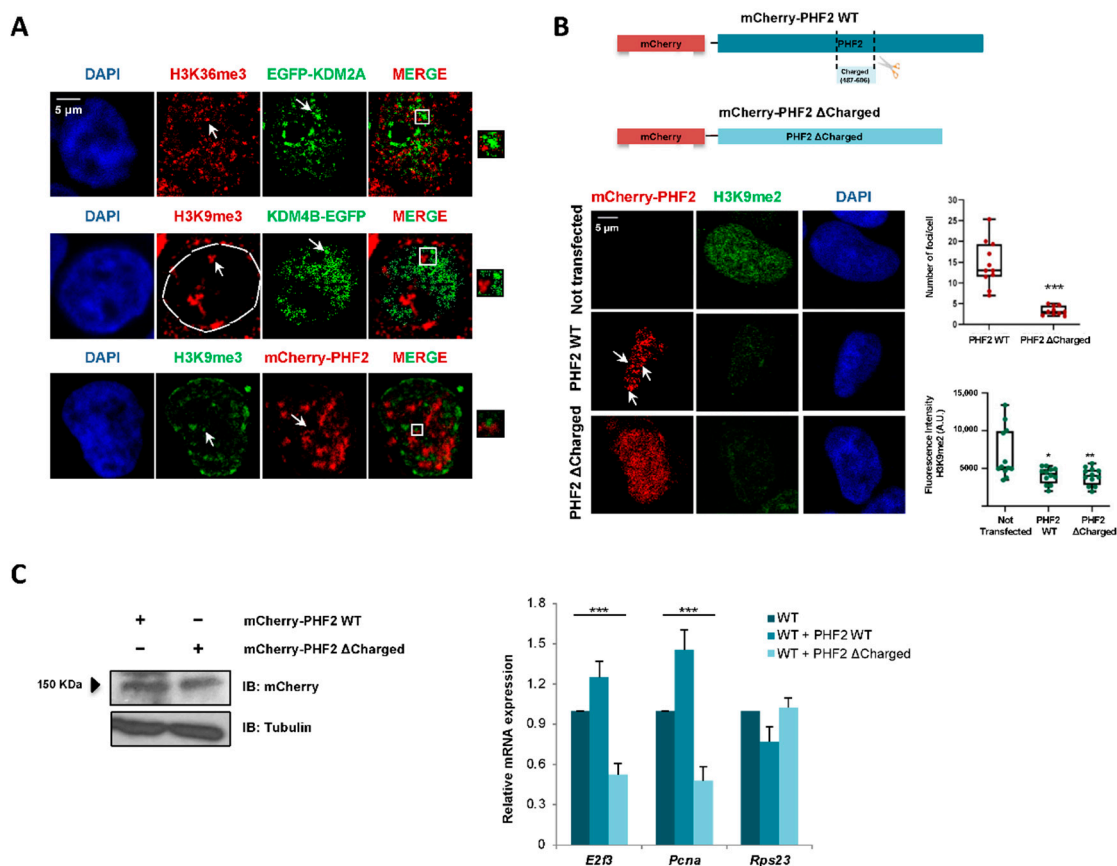 A
DAPI H3K36me3 EGFP-KDM2A MERGE
5 µm
DAPI H3K9me3 KDM4B-EGFP MERGE
DAPI H3K9me3 mCherry-PHF2 MERGE
B
mCherry-PHF2 WT
mCherry PHF2
Charged
(487-606)
mCherry-PHF2 ΔCharged
mCherry PHF2 ΔCharged
mCherry-PHF2 H3K9me2 DAPI
5 µm
Not transfected
PHF2 WT
PHF2 ΔCharged
Number of foci/cell
30
25
20
15
10
5
0
***
PHF2 WT PHF2 ΔCharged
Fluorescence Intensity
H3K9me2 (A.U.)
15,000
10,000
5000
* **
Not
Transfected
PHF2
WT
PHF2
ΔCharged
C
+ – mCherry-PHF2 WT
– + mCherry-PHF2 ΔCharged
150 KDa IB: mCherry
IB: Tubulin
Relative mRNA expression
1.8
1.5
1.2
0.9
0.6
0.3
0
*** ***
WT
WT + PHF2 WT
WT + PHF2 ΔCharged
E2f3 Pcna Rps23